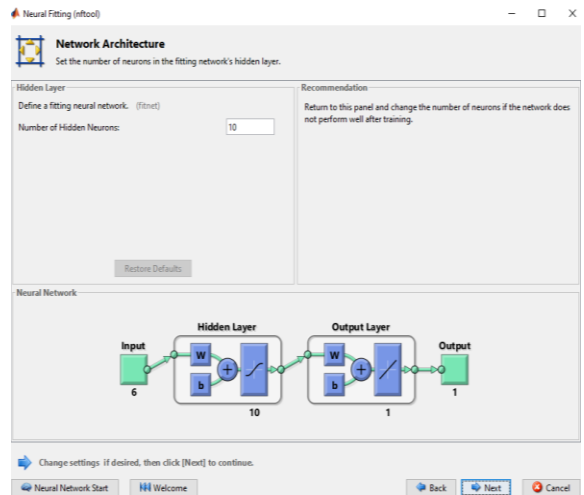 Neural Fitting (nftool)
Network Architecture
Set the number of neurons in the fitting network's hidden layer.
Hidden Layer
Define a fitting neural network. (fitnet)
Number of Hidden Neurons: 10
Restore Defaults
Recommendation
Return to this panel and change the number of neurons if the network does
not perform well after training.
Neural Network
Hidden Layer Output Layer
Input Output
W W
b b
+ +
6 10 1 1
Change settings if desired, then click [Next] to continue.
Neural Network Start Welcome Back Next Cancel